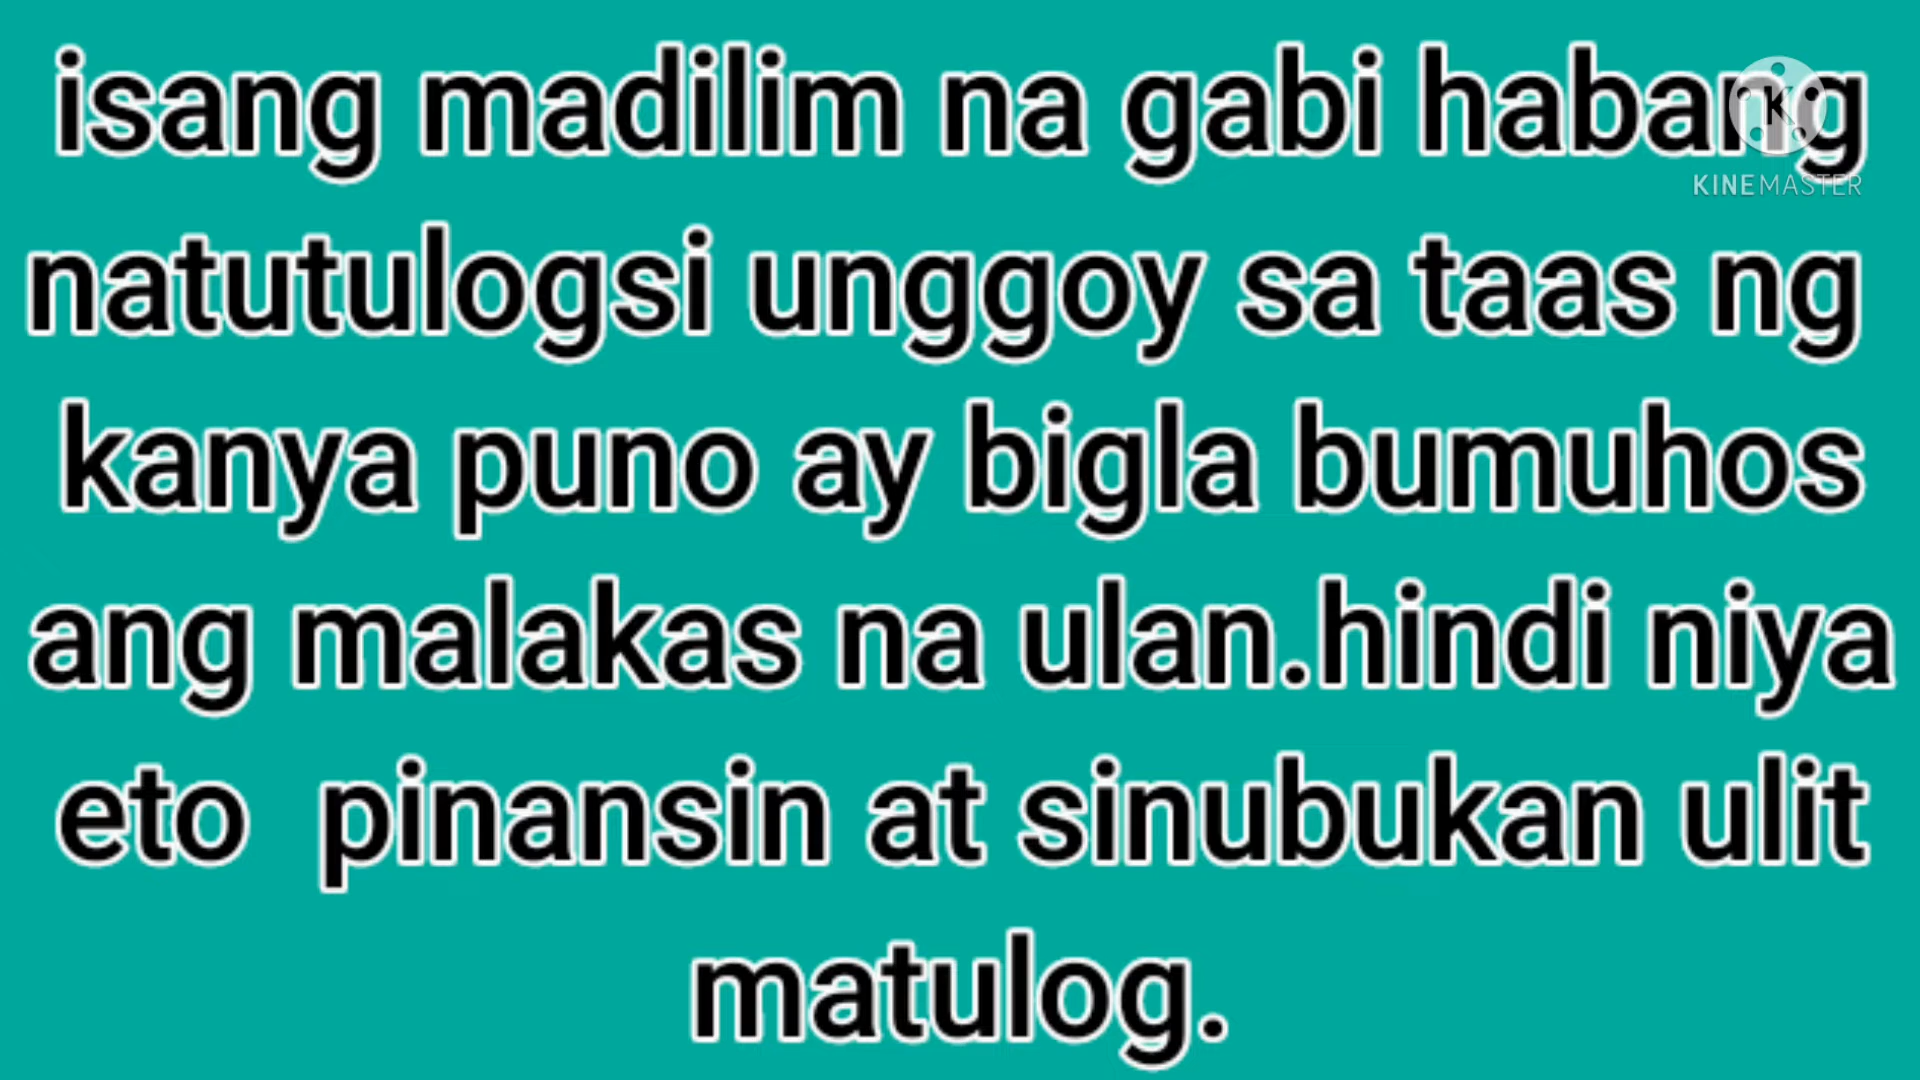 isang madilim na gabi habang
KINEMASTER
natutulogsi unggoy sa taas ng
kanya puno ay bigla bumuhos
ang malakas na ulan.hindi niya
eto  pinansin at sinubukan ulit
matulog.